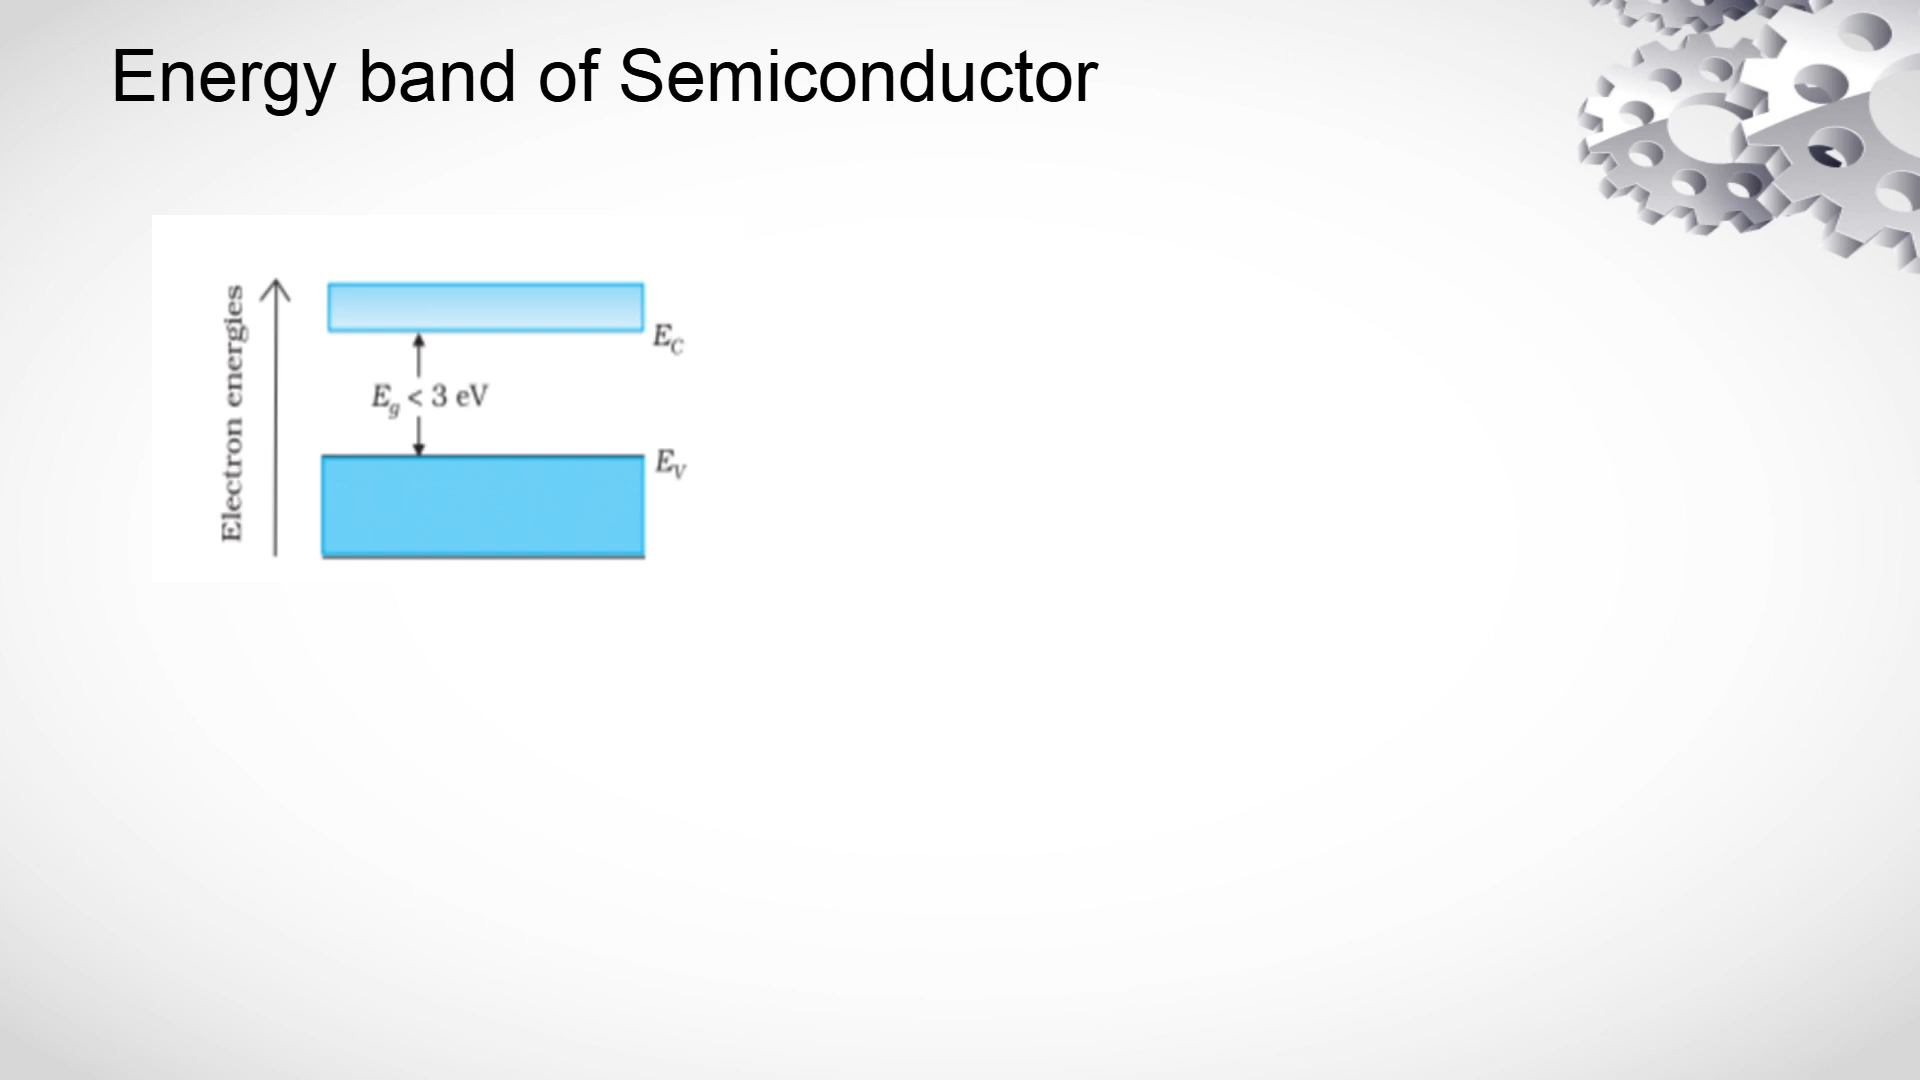 Energy band of Semiconductor
Electron energies
E_C
E_g < 3 eV
E_V